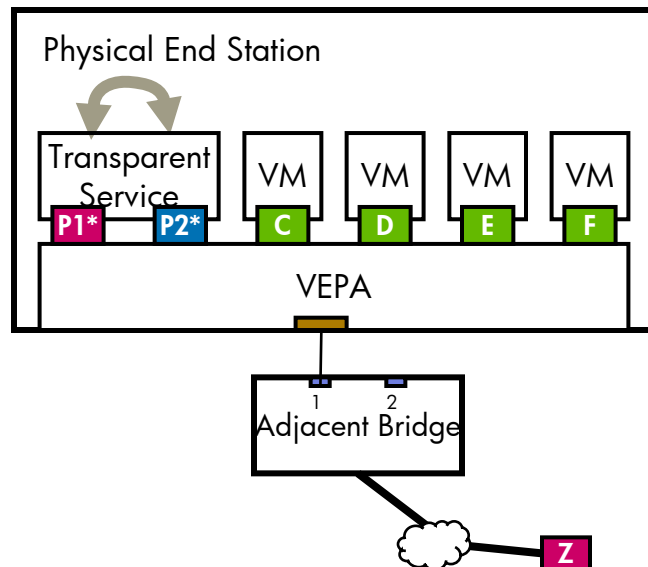 Physical End Station
Transparent
Service
VM
VM
VM
VM
P1*
P2*
C
D
E
F
VEPA
1
2
Adjacent Bridge
Z